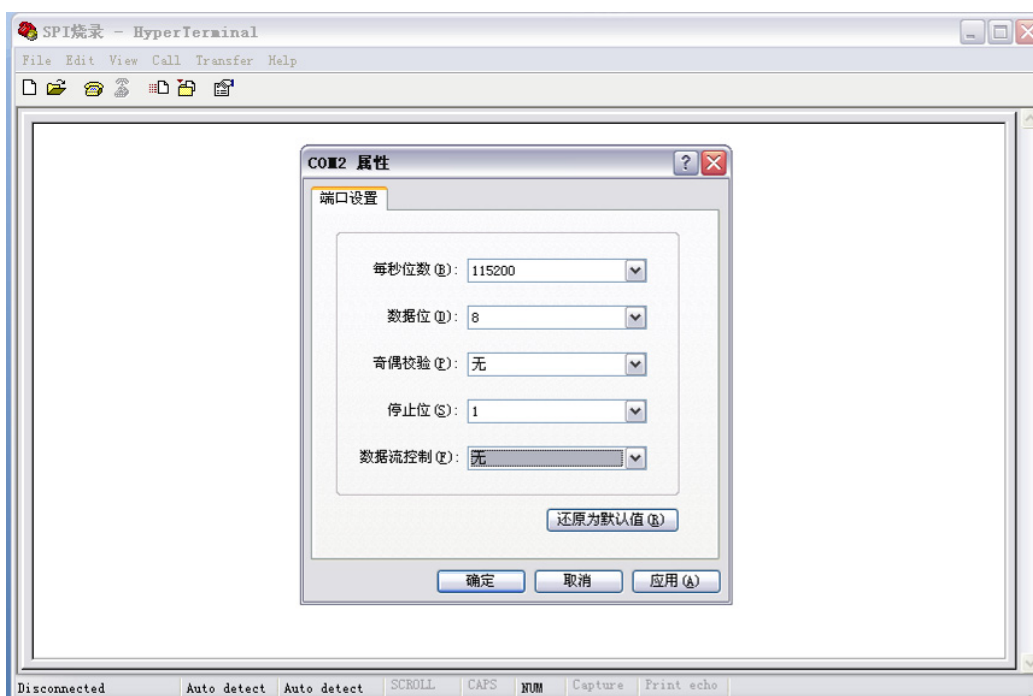 SPI烧录 - HyperTerminal
File Edit View Call Transfer Help
COM2 属性
端口设置
每秒位数(B): 115200
数据位(D): 8
奇偶校验(P): 无
停止位(S): 1
数据流控制(F): 无
还原为默认值(R)
确定 取消 应用(A)
Disconnected Auto detect Auto detect SCROLL CAPS NUM Capture Print echo